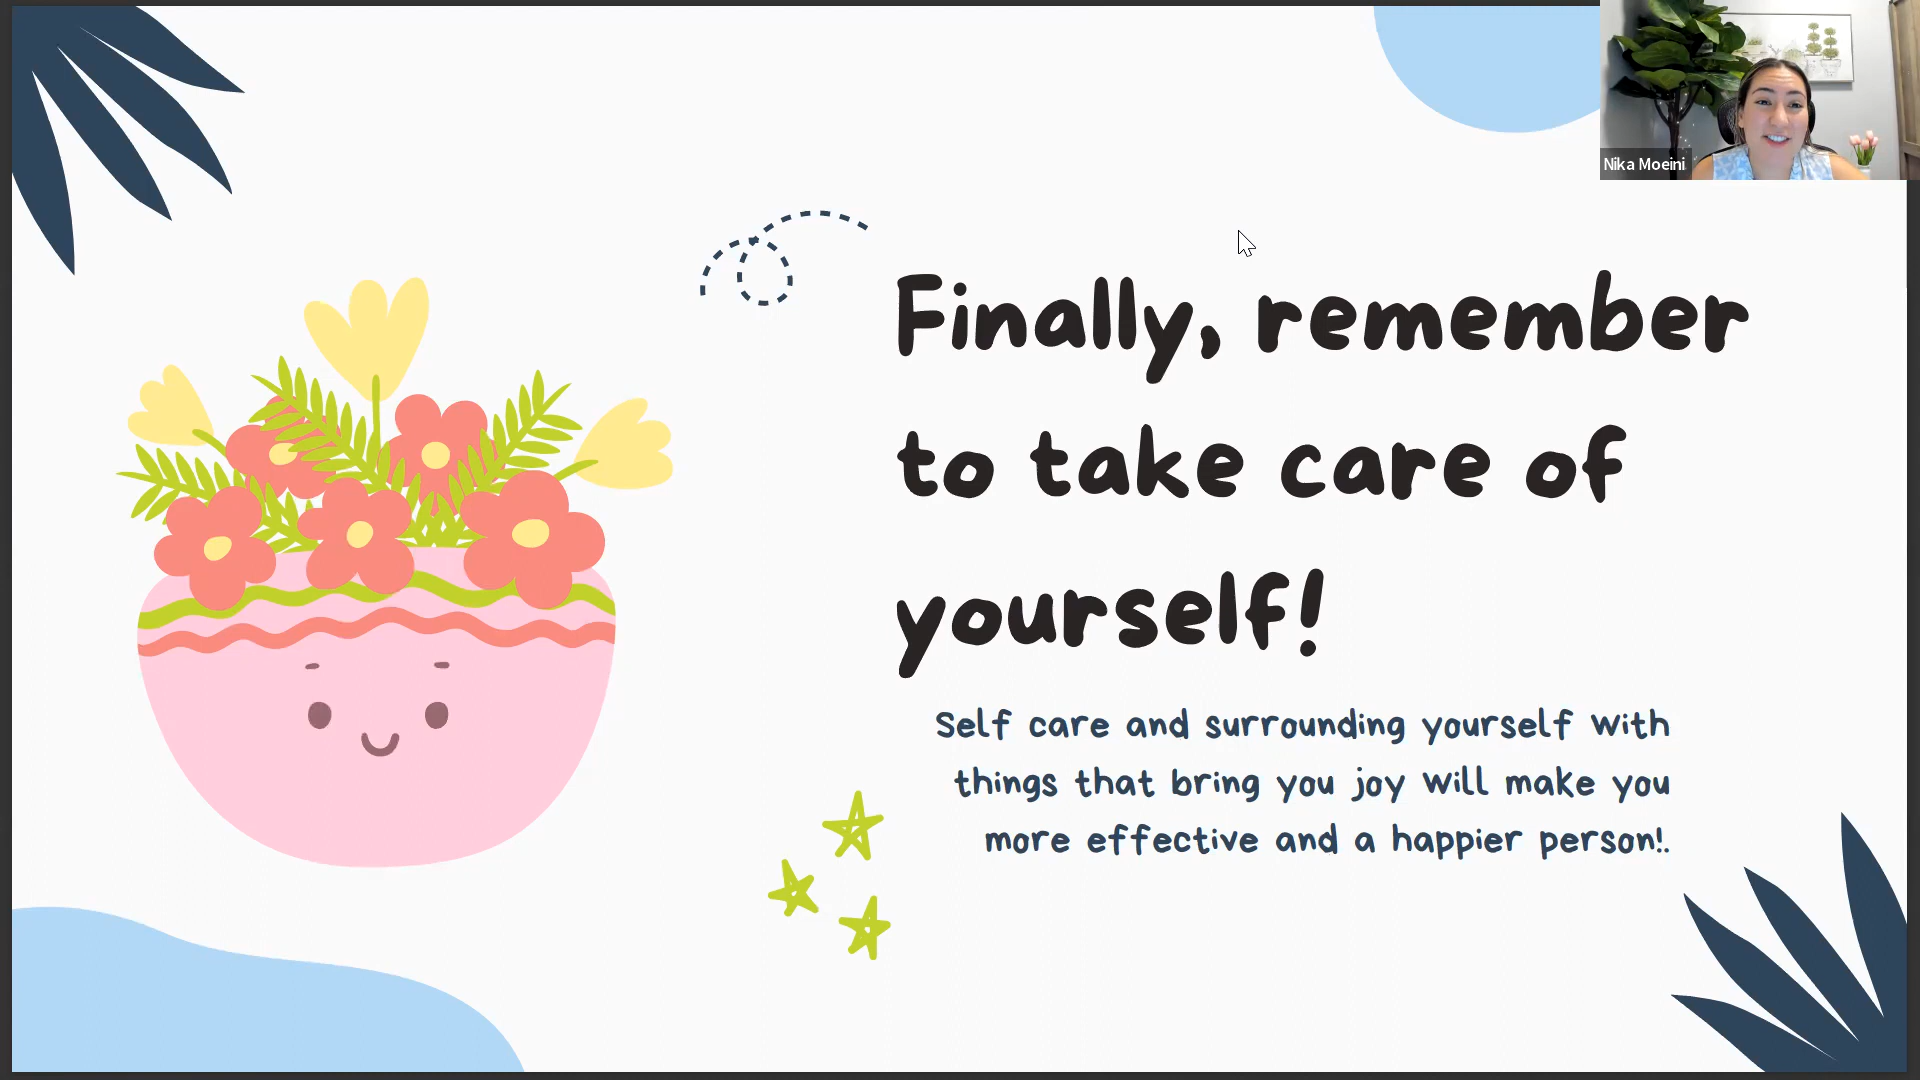 Nika Moeini
Finally, remember
to take care of
yourself!
Self care and surrounding yourself with
things that bring you joy will make you
more effective and a happier person!.